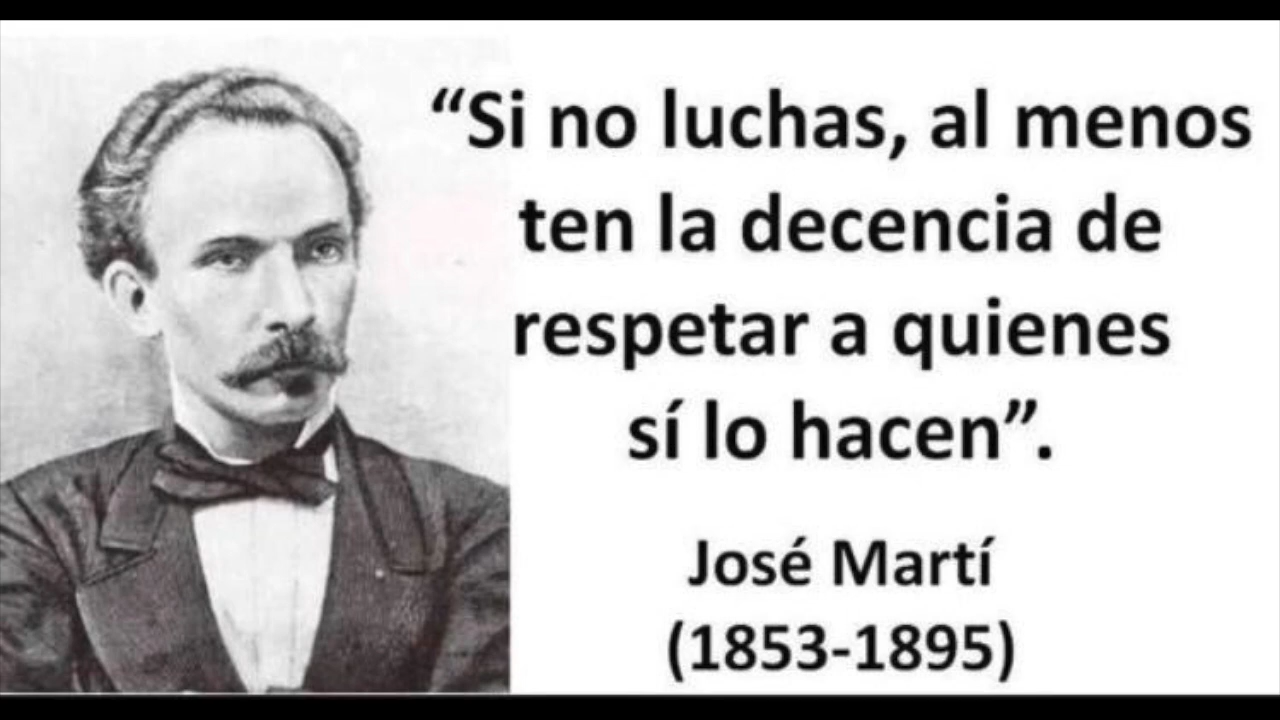 “Si no luchas, al menos
ten la decencia de
respetar a quienes
sí lo hacen”.
José Martí
(1853-1895)